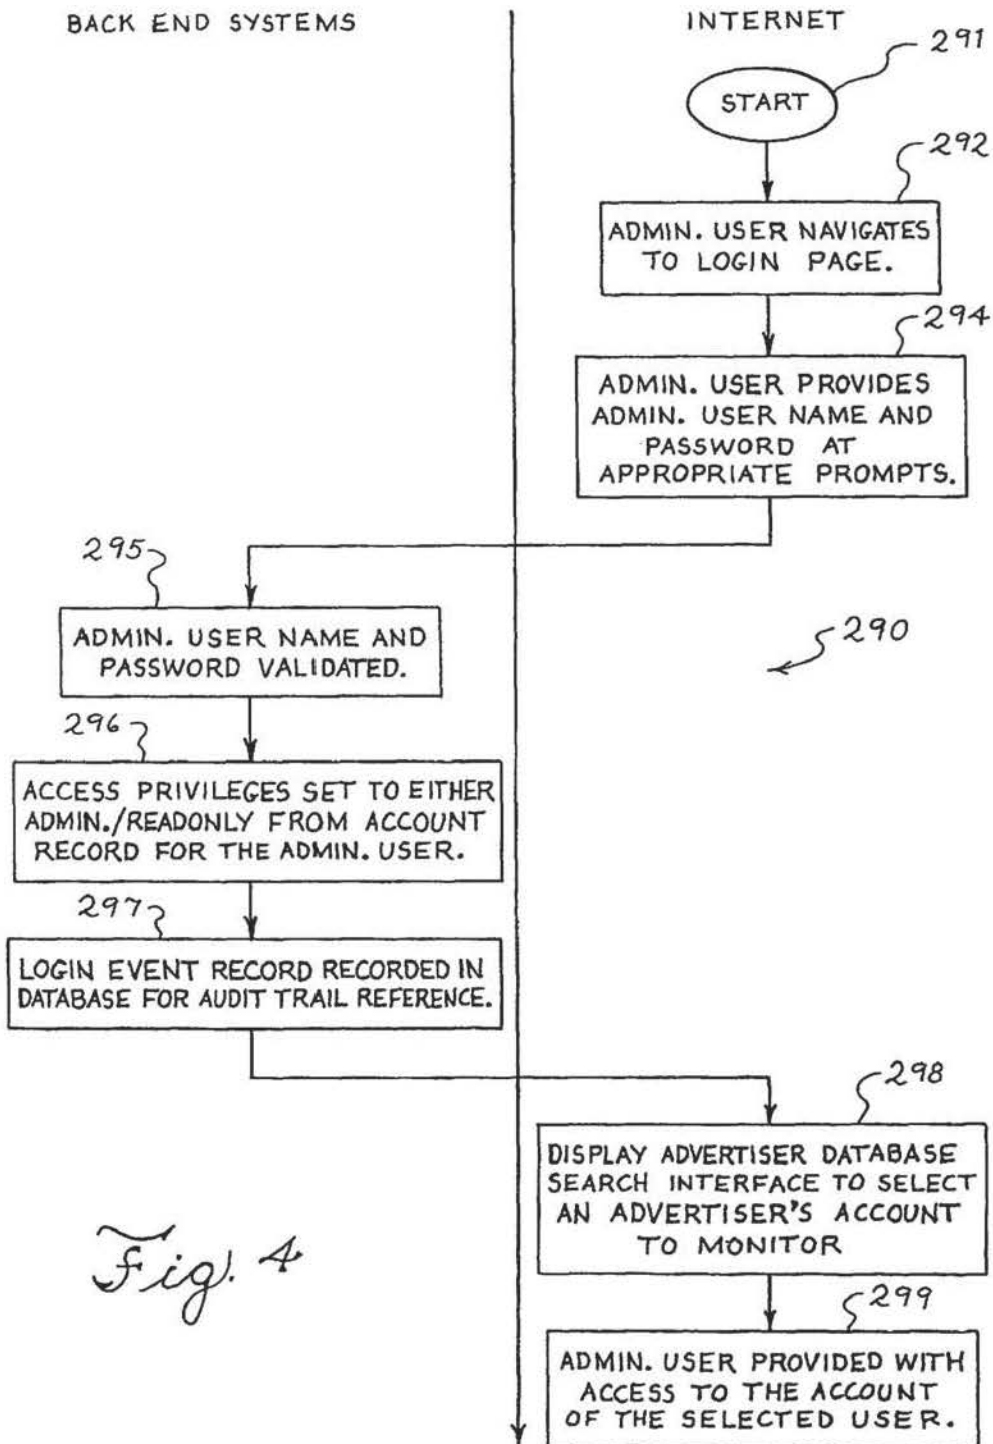 BACK END SYSTEMS
INTERNET
291
START
292
ADMIN. USER NAVIGATES
TO LOGIN PAGE.
294
ADMIN. USER PROVIDES
ADMIN. USER NAME AND
PASSWORD AT
APPROPRIATE PROMPTS.
295
ADMIN. USER NAME AND
PASSWORD VALIDATED.
290
296
ACCESS PRIVILEGES SET TO EITHER
ADMIN./READONLY FROM ACCOUNT
RECORD FOR THE ADMIN. USER.
297
LOGIN EVENT RECORD RECORDED IN
DATABASE FOR AUDIT TRAIL REFERENCE.
298
DISPLAY ADVERTISER DATABASE
SEARCH INTERFACE TO SELECT
AN ADVERTISER'S ACCOUNT
TO MONITOR
Fig. 4
299
ADMIN. USER PROVIDED WITH
ACCESS TO THE ACCOUNT
OF THE SELECTED USER.